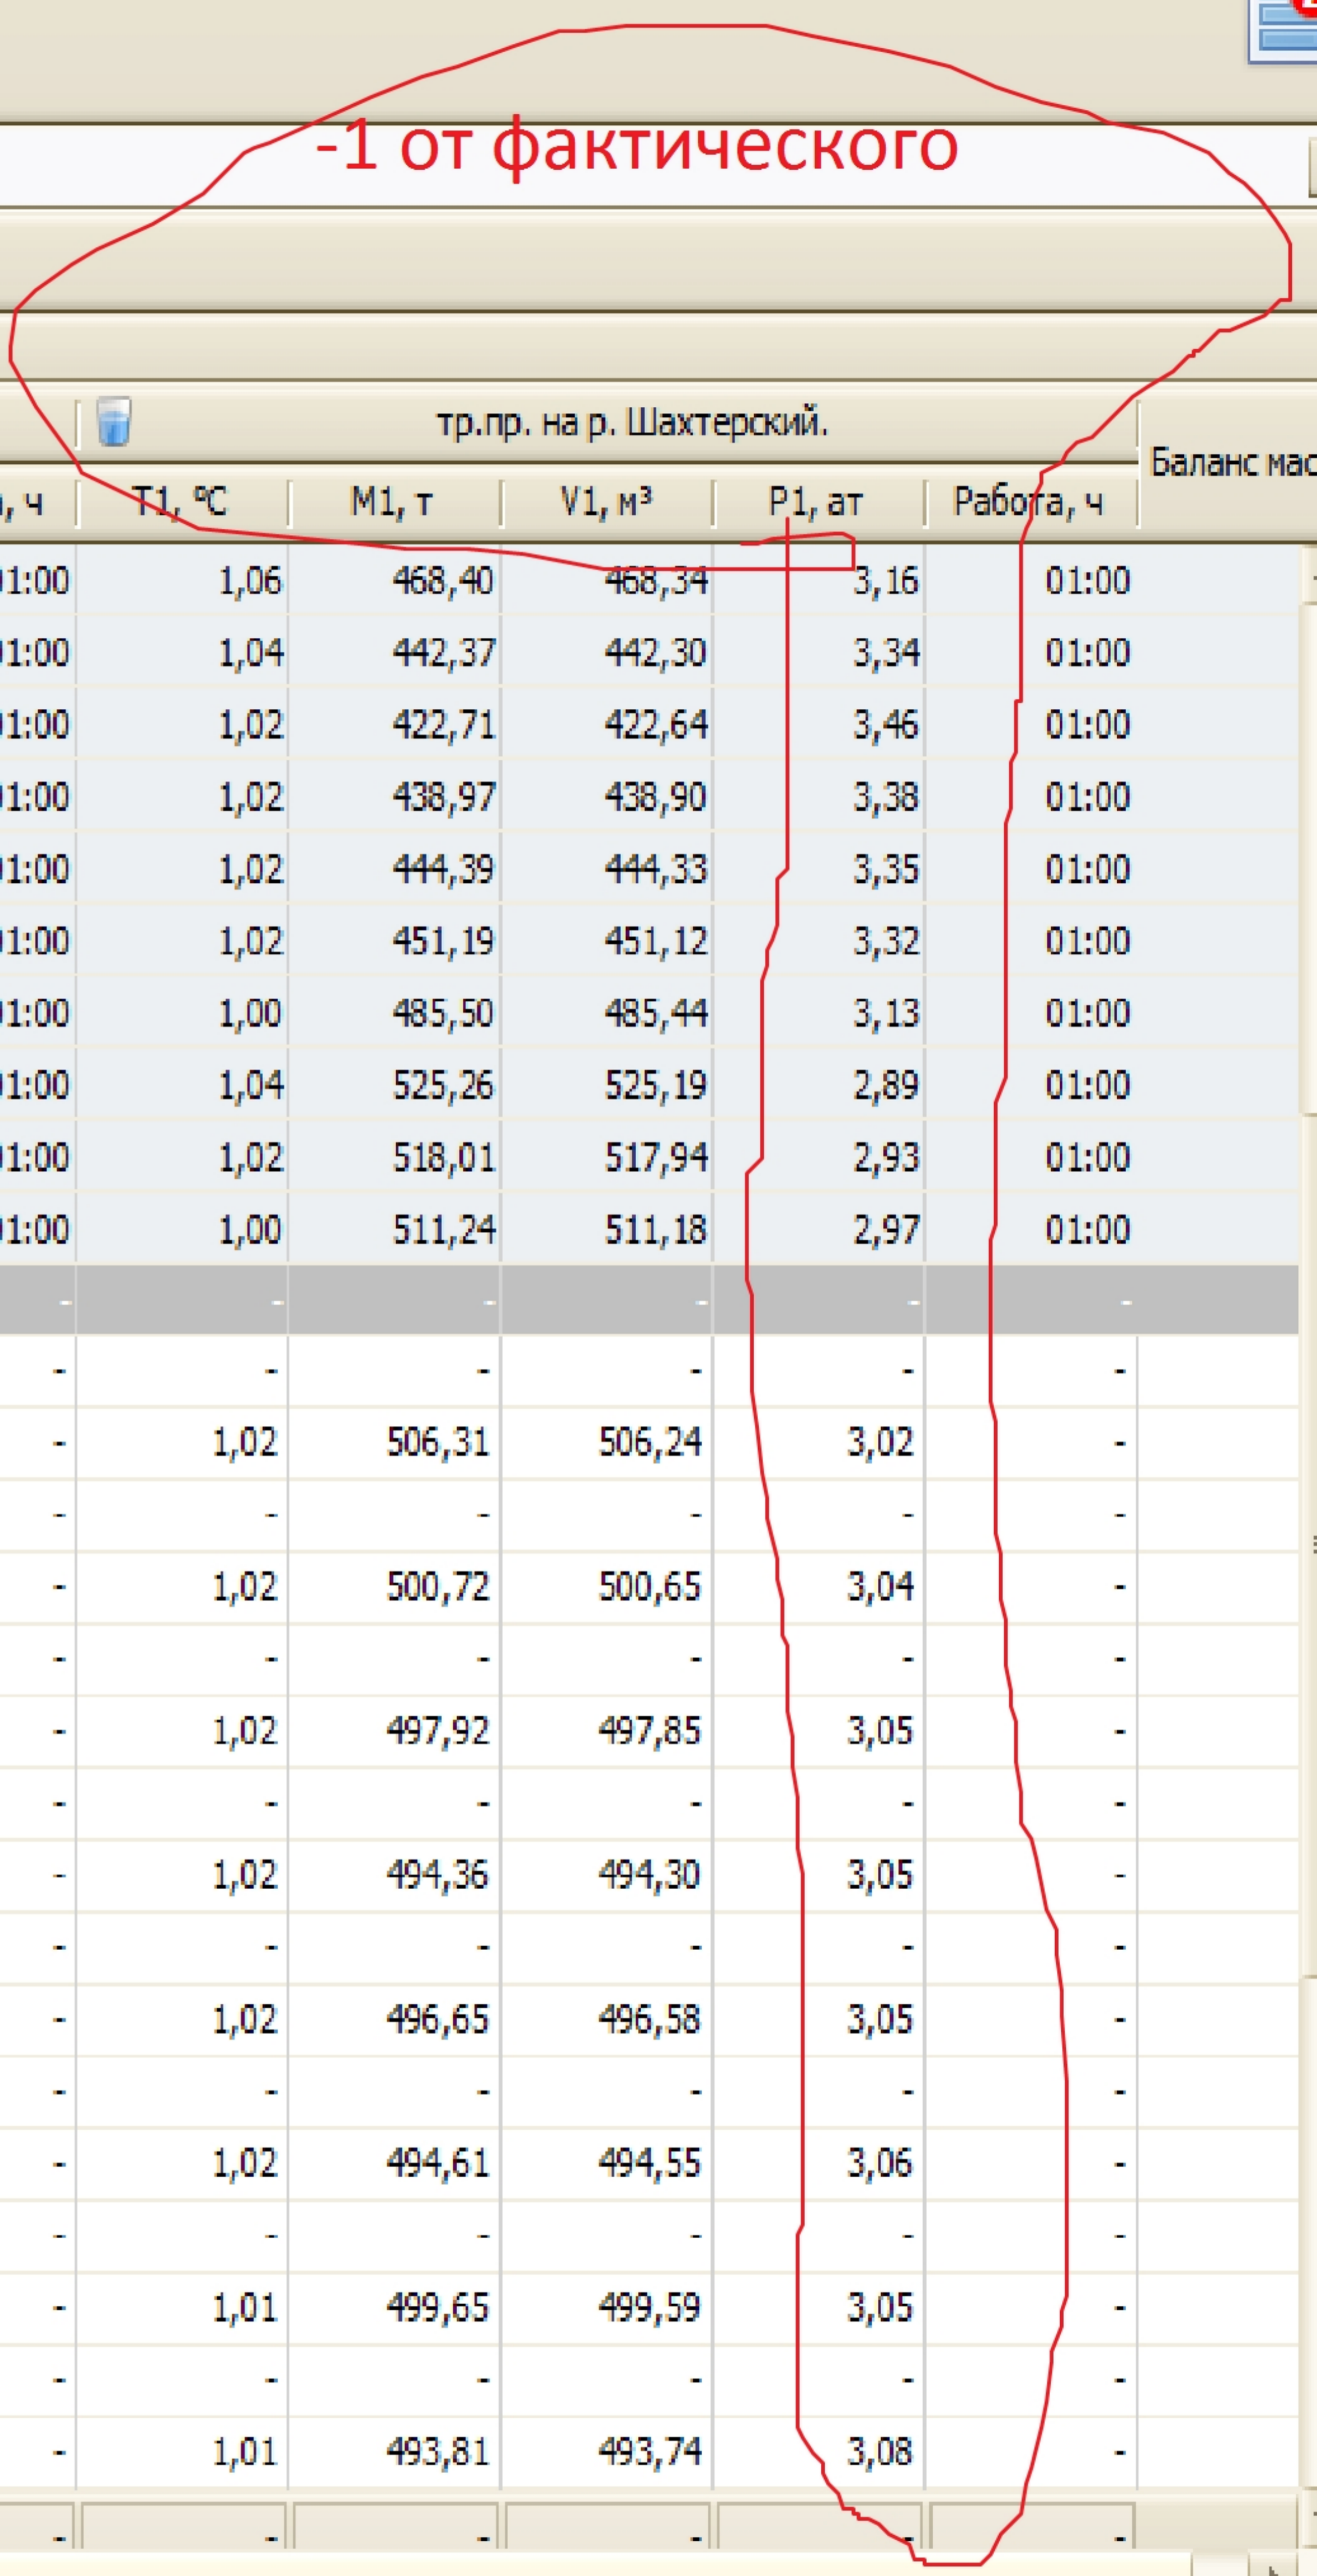 -1 от фактического
тр.пр. на р. Шахтерский.
Баланс мас
, ч T1, °C М1, т V1, м³ P1, ат Работа, ч
01:00 1,06 468,40 468,34 3,16 01:00
01:00 1,04 442,37 442,30 3,34 01:00
01:00 1,02 422,71 422,64 3,46 01:00
01:00 1,02 438,97 438,90 3,38 01:00
01:00 1,02 444,39 444,33 3,35 01:00
01:00 1,02 451,19 451,12 3,32 01:00
01:00 1,00 485,50 485,44 3,13 01:00
01:00 1,04 525,26 525,19 2,89 01:00
01:00 1,02 518,01 517,94 2,93 01:00
01:00 1,00 511,24 511,18 2,97 01:00
- - - - - -
- - - - - -
- 1,02 506,31 506,24 3,02 -
- - - - - -
- 1,02 500,72 500,65 3,04 -
- - - - - -
- 1,02 497,92 497,85 3,05 -
- - - - - -
- 1,02 494,36 494,30 3,05 -
- - - - - -
- 1,02 496,65 496,58 3,05 -
- - - - - -
- 1,02 494,61 494,55 3,06 -
- - - - - -
- 1,01 499,65 499,59 3,05 -
- - - - - -
- 1,01 493,81 493,74 3,08 -
- - - - - -